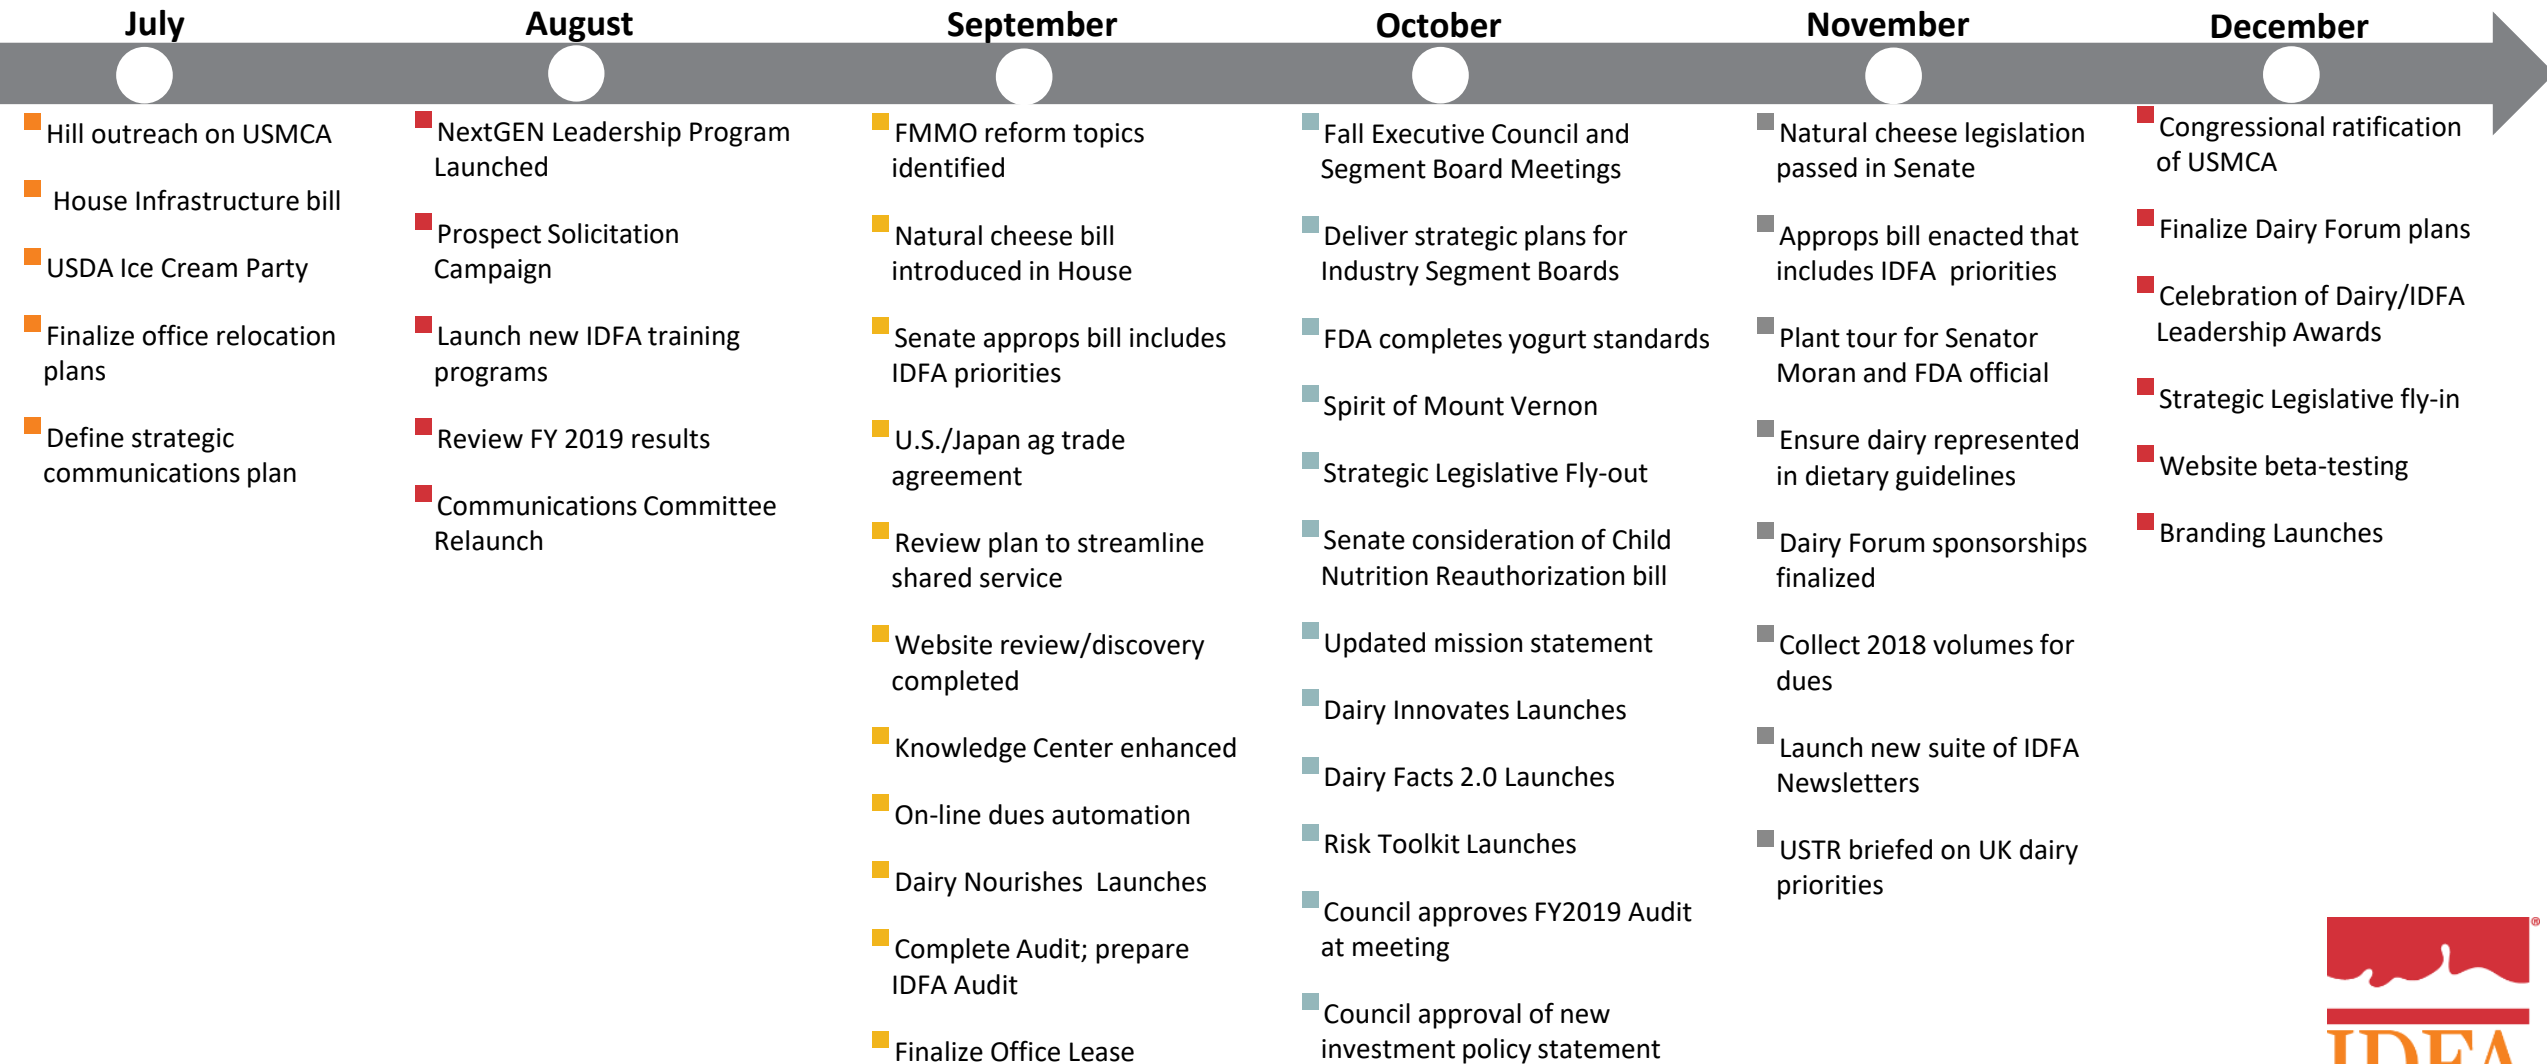 July
August
September
October
November
December
Hill outreach on USMCA
House Infrastructure bill
USDA Ice Cream Party
Finalize office relocation
plans
Define strategic
communications plan
NextGEN Leadership Program
Launched
Prospect Solicitation
Campaign
Launch new IDFA training
programs
Review FY 2019 results
Communications Committee
Relaunch
FMMO reform topics
identified
Natural cheese bill
introduced in House
Senate approps bill includes
IDFA priorities
U.S./Japan ag trade
agreement
Review plan to streamline
shared service
Website review/discovery
completed
Knowledge Center enhanced
On-line dues automation
Dairy Nourishes Launches
Complete Audit; prepare
IDFA Audit
Finalize Office Lease
Fall Executive Council and
Segment Board Meetings
Deliver strategic plans for
Industry Segment Boards
FDA completes yogurt standards
Spirit of Mount Vernon
Strategic Legislative Fly-out
Senate consideration of Child
Nutrition Reauthorization bill
Updated mission statement
Dairy Innovates Launches
Dairy Facts 2.0 Launches
Risk Toolkit Launches
Council approves FY2019 Audit
at meeting
Council approval of new
investment policy statement
Natural cheese legislation
passed in Senate
Approps bill enacted that
includes IDFA priorities
Plant tour for Senator
Moran and FDA official
Ensure dairy represented
in dietary guidelines
Dairy Forum sponsorships
finalized
Collect 2018 volumes for
dues
Launch new suite of IDFA
Newsletters
USTR briefed on UK dairy
priorities
Congressional ratification
of USMCA
Finalize Dairy Forum plans
Celebration of Dairy/IDFA
Leadership Awards
Strategic Legislative fly-in
Website beta-testing
Branding Launches
®
IDFA